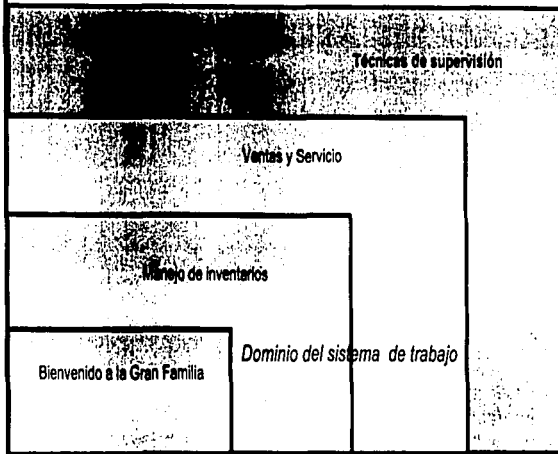 Técnicas de supervisión
Ventas y Servicio
Manejo de inventarios
Bienvenido a la Gran Familia
Dominio del sistema de trabajo